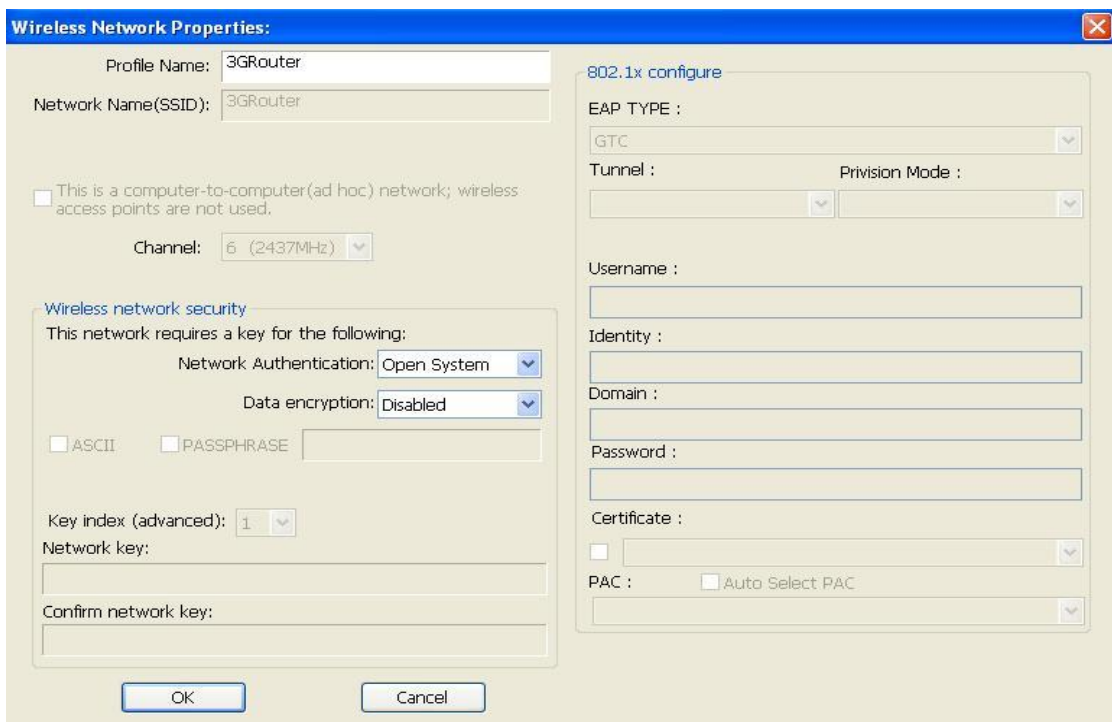 Wireless Network Properties:
Profile Name: 3GRouter
Network Name(SSID): 3GRouter
This is a computer-to-computer(ad hoc) network; wireless
access points are not used.
Channel: 6 (2437MHz)
Wireless network security
This network requires a key for the following:
Network Authentication: Open System
Data encryption: Disabled
ASCII PASSPHRASE
Key index (advanced): 1
Network key:
Confirm network key:
OK Cancel
802.1x configure
EAP TYPE :
GTC
Tunnel : Privision Mode :
Username :
Identity :
Domain :
Password :
Certificate :
PAC : Auto Select PAC